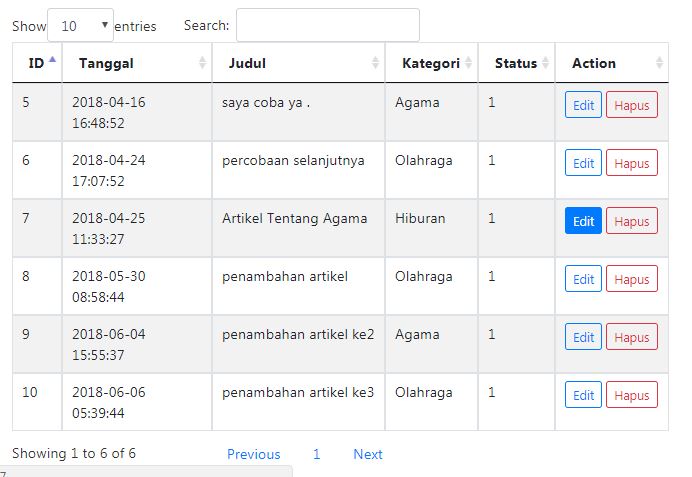 Show 10 entries Search:
ID Tanggal Judul Kategori Status Action
5 2018-04-16 saya coba ya . Agama 1 Edit Hapus
16:48:52
6 2018-04-24 percobaan selanjutnya Olahraga 1 Edit Hapus
17:07:52
7 2018-04-25 Artikel Tentang Agama Hiburan 1 Edit Hapus
11:33:27
8 2018-05-30 penambahan artikel Olahraga 1 Edit Hapus
08:58:44
9 2018-06-04 penambahan artikel ke2 Agama 1 Edit Hapus
15:55:37
10 2018-06-06 penambahan artikel ke3 Olahraga 1 Edit Hapus
05:39:44
Showing 1 to 6 of 6 Previous 1 Next
7